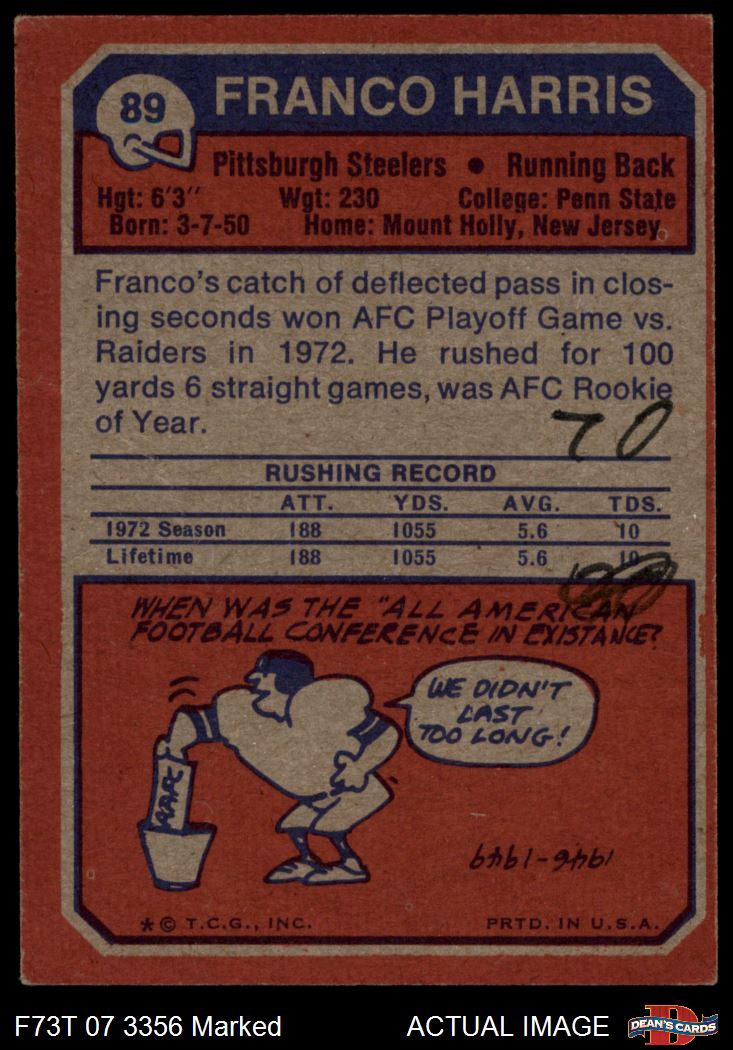 89
FRANCO HARRIS
Pittsburgh Steelers • Running Back
Hgt: 6'3" Wgt: 230 College: Penn State
Born: 3-7-50 Home: Mount Holly, New Jersey
Franco's catch of deflected pass in clos-
ing seconds won AFC Playoff Game vs.
Raiders in 1972. He rushed for 100
yards 6 straight games, was AFC Rookie
of Year.
70
RUSHING RECORD
ATT. YDS. AVG. TDS.
1972 Season 188 1055 5.6 10
Lifetime 188 1055 5.6 10
WHEN WAS THE "ALL AMERICAN
FOOTBALL CONFERENCE IN EXISTANCE?
WE DIDN'T
LAST
TOO LONG!
AAFC
1946-1949
* © T.C.G., INC. PRTD. IN U.S.A.
F73T 07 3356 Marked ACTUAL IMAGE
DEAN'S CARDS